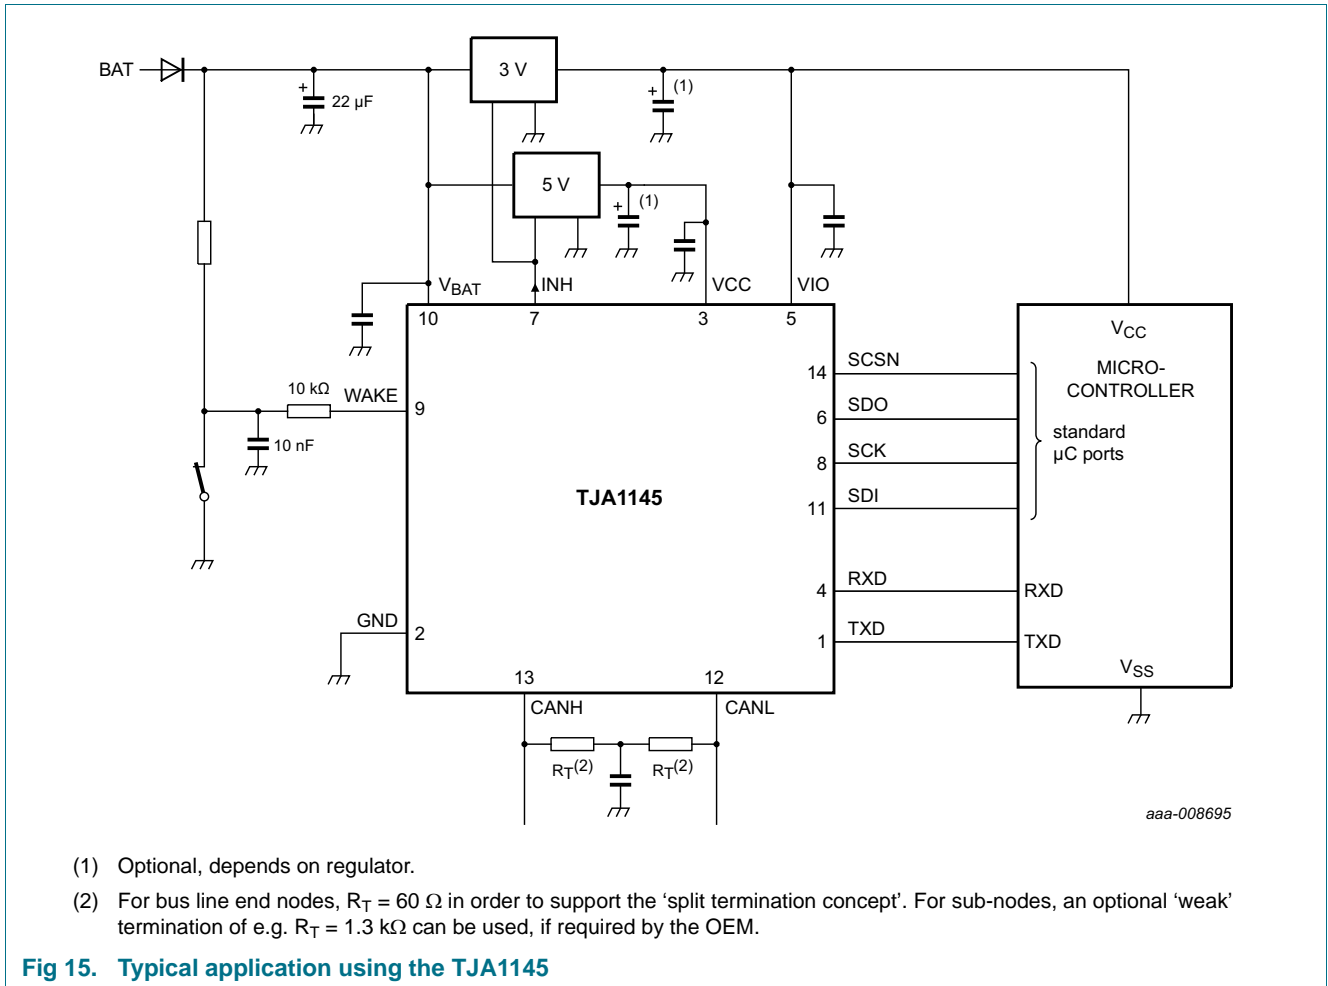 BAT
3 V
(1)
22 µF
5 V
(1)
VBAT
INH
VCC
VIO
10
7
3
5
VCC
MICRO-
CONTROLLER
standard
µC ports
14
SCSN
6
SDO
8
SCK
11
SDI
10 kΩ
WAKE
9
10 nF
TJA1145
4
RXD
RXD
1
TXD
TXD
VSS
GND
2
13
12
CANH
CANL
RT(2)
RT(2)
aaa-008695
(1) Optional, depends on regulator.
(2) For bus line end nodes, RT = 60 Ω in order to support the ‘split termination concept’. For sub-nodes, an optional ‘weak’
termination of e.g. RT = 1.3 kΩ can be used, if required by the OEM.
Fig 15. Typical application using the TJA1145